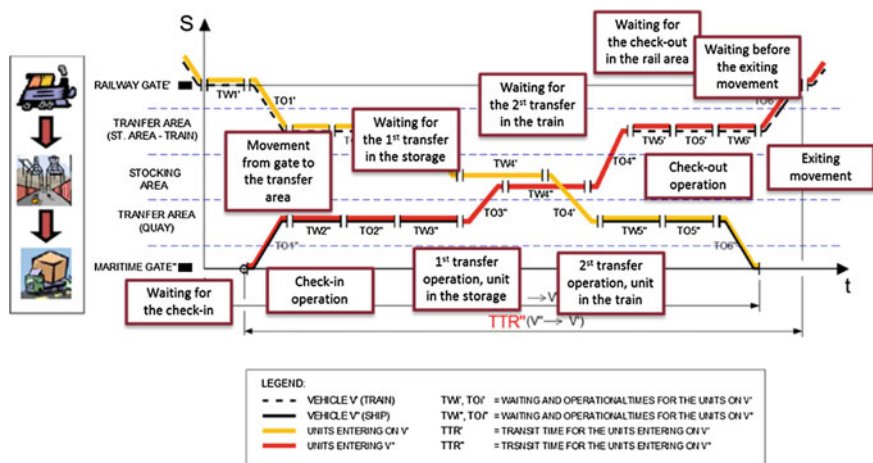 S
RAILWAY GATE'
TRANFER AREA
(ST. AREA - TRAIN)
STOCKING
AREA
TRANFER AREA
(QUAY)
MARITIME GATE"
TW1'
TO1'
Waiting for
the 1st transfer
in the storage
Waiting for
the 2st transfer
in the train
Waiting for
the check-out
in the rail area
Waiting before
the exiting
movement
TO6"
Movement
from gate to
the transfer
area
TW4'
TO4"
TW5'
TO5'
TW6'
Check-out
operation
Exiting
movement
TO3"
TW4"
TO4'
TO1"
TW2"
TO2"
TW3"
TW5"
TO5"
TO6"
t
Waiting for
the check-in
Check-in
operation
1st transfer
operation, unit
in the storage
2st transfer
operation, unit
in the train
TTR" (V" → V')
LEGEND:
VEHICLE V' (TRAIN)
VEHICLE V" (SHIP)
UNITS ENTERING ON V'
UNITS ENTERING V"
TWi', TOi' = WAITING AND OPERATIONALTIMES FOR THE UNITS ON V'
TWi", TOi" = WAITING AND OPERATIONAL TIMES FOR THE UNITS ON V"
TTR' = TRANSIT TIME FOR THE UNITS ENTERING ON V'
TTR" = TRSNSIT TIME FOR THE UNITS ENTERING ON V"